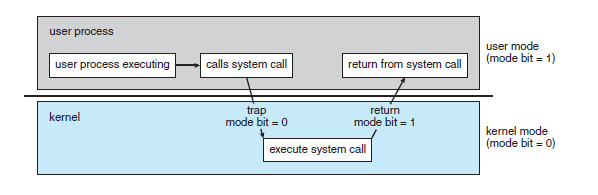 user process
user process executing
calls system call
return from system call
user mode
(mode bit = 1)
kernel
trap
mode bit = 0
return
mode bit = 1
execute system call
kernel mode
(mode bit = 0)